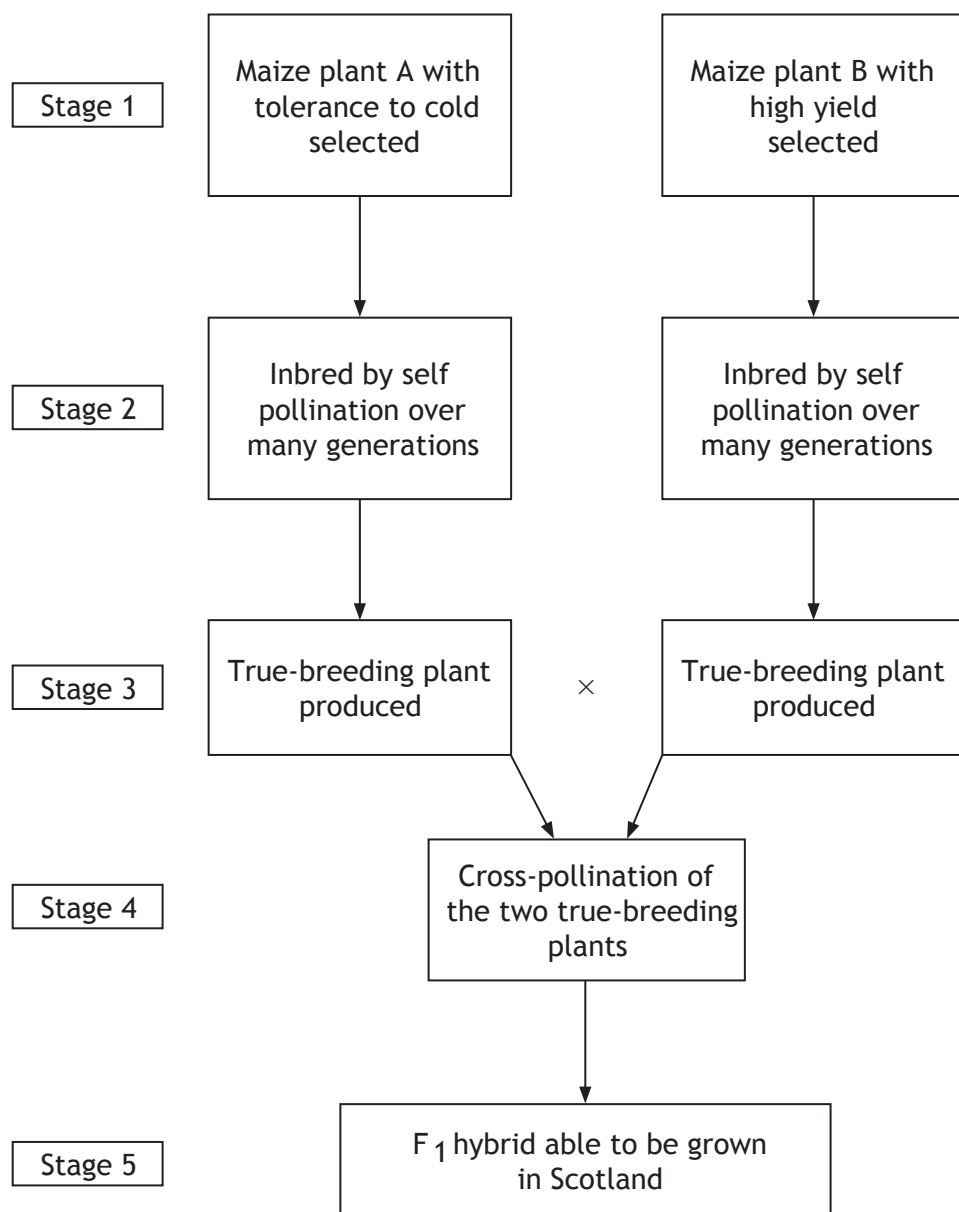 Stage 1
Maize plant A with
tolerance to cold
selected
Maize plant B with
high yield
selected
Stage 2
Inbred by self
pollination over
many generations
Inbred by self
pollination over
many generations
Stage 3
True-breeding plant
produced
×
True-breeding plant
produced
Stage 4
Cross-pollination of
the two true-breeding
plants
Stage 5
F1 hybrid able to be grown
in Scotland